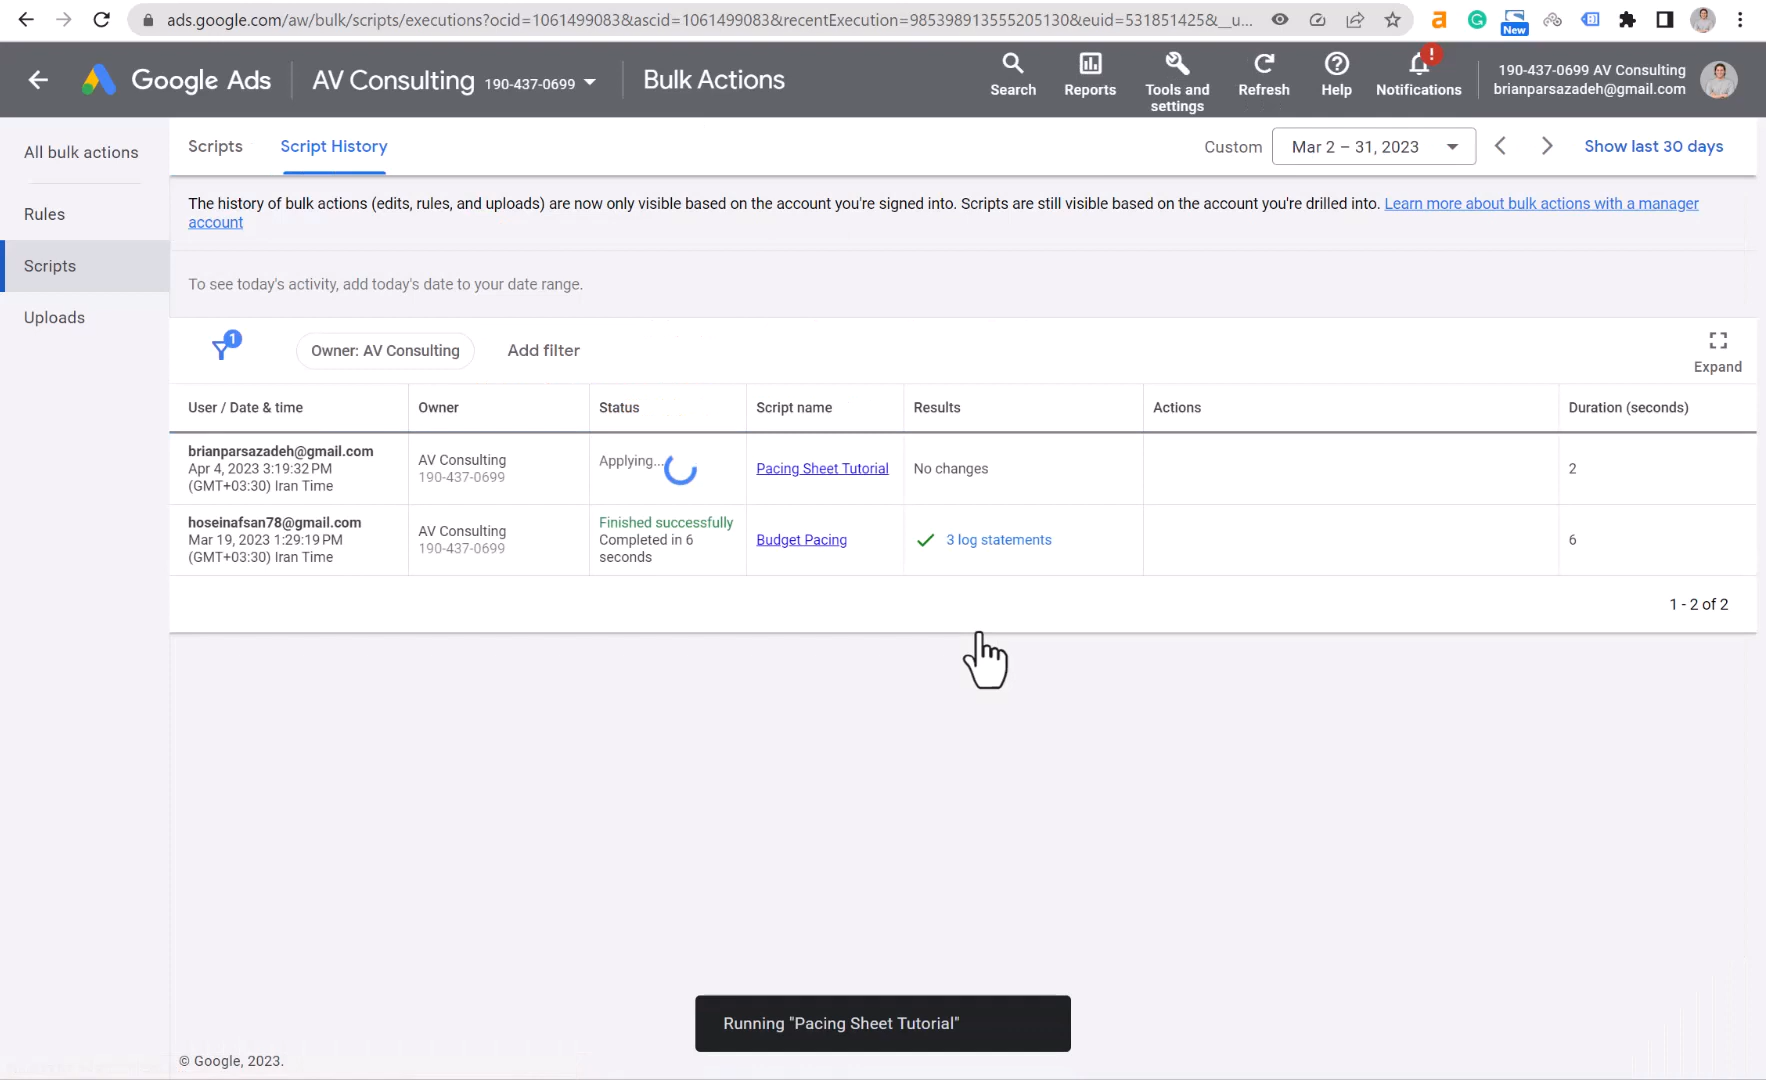 ads.google.com/aw/bulk/scripts/executions?ocid=1061499083&ascid=1061499083&recentExecution=985398913555205130&euid=531851425&__u...
New
Google Ads
AV Consulting 190-437-0699
Bulk Actions
Search
Reports
Tools and
settings
Refresh
Help
!
Notifications
190-437-0699 AV Consulting
brianparsazadeh@gmail.com
All bulk actions
Rules
Scripts
Uploads
Scripts
Script History
Custom
Mar 2 – 31, 2023
Show last 30 days
The history of bulk actions (edits, rules, and uploads) are now only visible based on the account you're signed into. Scripts are still visible based on the account you're drilled into. Learn more about bulk actions with a manager
account
To see today's activity, add today's date to your date range.
1
Owner: AV Consulting
Add filter
Expand
User / Date & time
Owner
Status
Script name
Results
Actions
Duration (seconds)
brianparsazadeh@gmail.com
Apr 4, 2023 3:19:32 PM
(GMT+03:30) Iran Time
AV Consulting
190-437-0699
Applying...
Pacing Sheet Tutorial
No changes
2
hoseinafsan78@gmail.com
Mar 19, 2023 1:29:19 PM
(GMT+03:30) Iran Time
AV Consulting
190-437-0699
Finished successfully
Completed in 6
seconds
Budget Pacing
3 log statements
6
1 - 2 of 2
Running "Pacing Sheet Tutorial"
© Google, 2023.